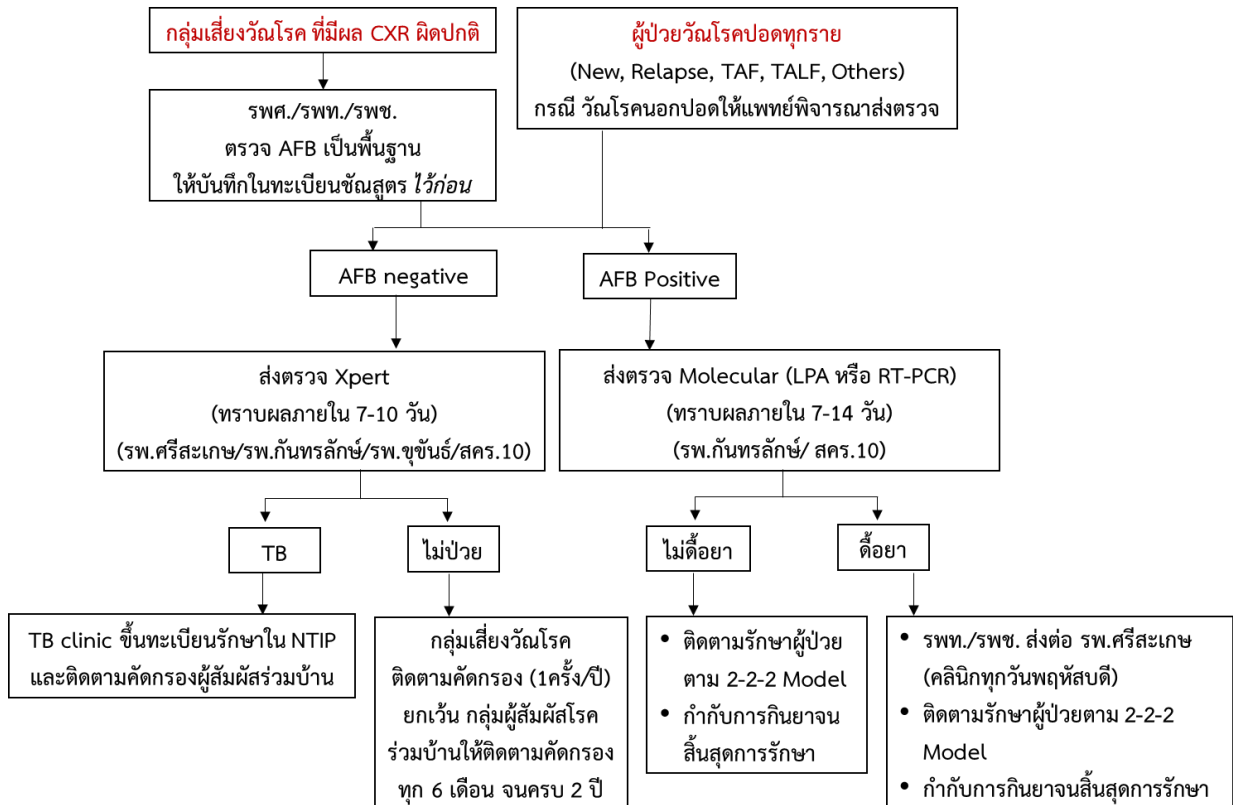 กลุ่มเสี่ยงวัณโรค ที่มีผล CXR ผิดปกติ
ผู้ป่วยวัณโรคปอดทุกราย
(New, Relapse, TAF, TALF, Others)
กรณี วัณโรคนอกปอดให้แพทย์พิจารณาส่งตรวจ
รพศ./รพท./รพช.
ตรวจ AFB เป็นพื้นฐาน
ให้บันทึกในทะเบียนชัณสูตร ไว้ก่อน
AFB negative
AFB Positive
ส่งตรวจ Xpert
(ทราบผลภายใน 7-10 วัน)
(รพ.ศรีสะเกษ/รพ.กันทรลักษ์/รพ.ขุขันธ์/สคร.10)
ส่งตรวจ Molecular (LPA หรือ RT-PCR)
(ทราบผลภายใน 7-14 วัน)
(รพ.กันทรลักษ์/ สคร.10)
TB
ไม่ป่วย
ไม่ดื้อยา
ดื้อยา
TB clinic ขึ้นทะเบียนรักษาใน NTIP
และติดตามคัดกรองผู้สัมผัสร่วมบ้าน
กลุ่มเสี่ยงวัณโรค
ติดตามคัดกรอง (1ครั้ง/ปี)
ยกเว้น กลุ่มผู้สัมผัสโรค
ร่วมบ้านให้ติดตามคัดกรอง
ทุก 6 เดือน จนครบ 2 ปี
• ติดตามรักษาผู้ป่วย
ตาม 2-2-2 Model
• กำกับการกินยาจน
สิ้นสุดการรักษา
• รพท./รพช. ส่งต่อ รพ.ศรีสะเกษ
(คลินิกทุกวันพฤหัสบดี)
• ติดตามรักษาผู้ป่วยตาม 2-2-2
Model
• กำกับการกินยาจนสิ้นสุดการรักษา